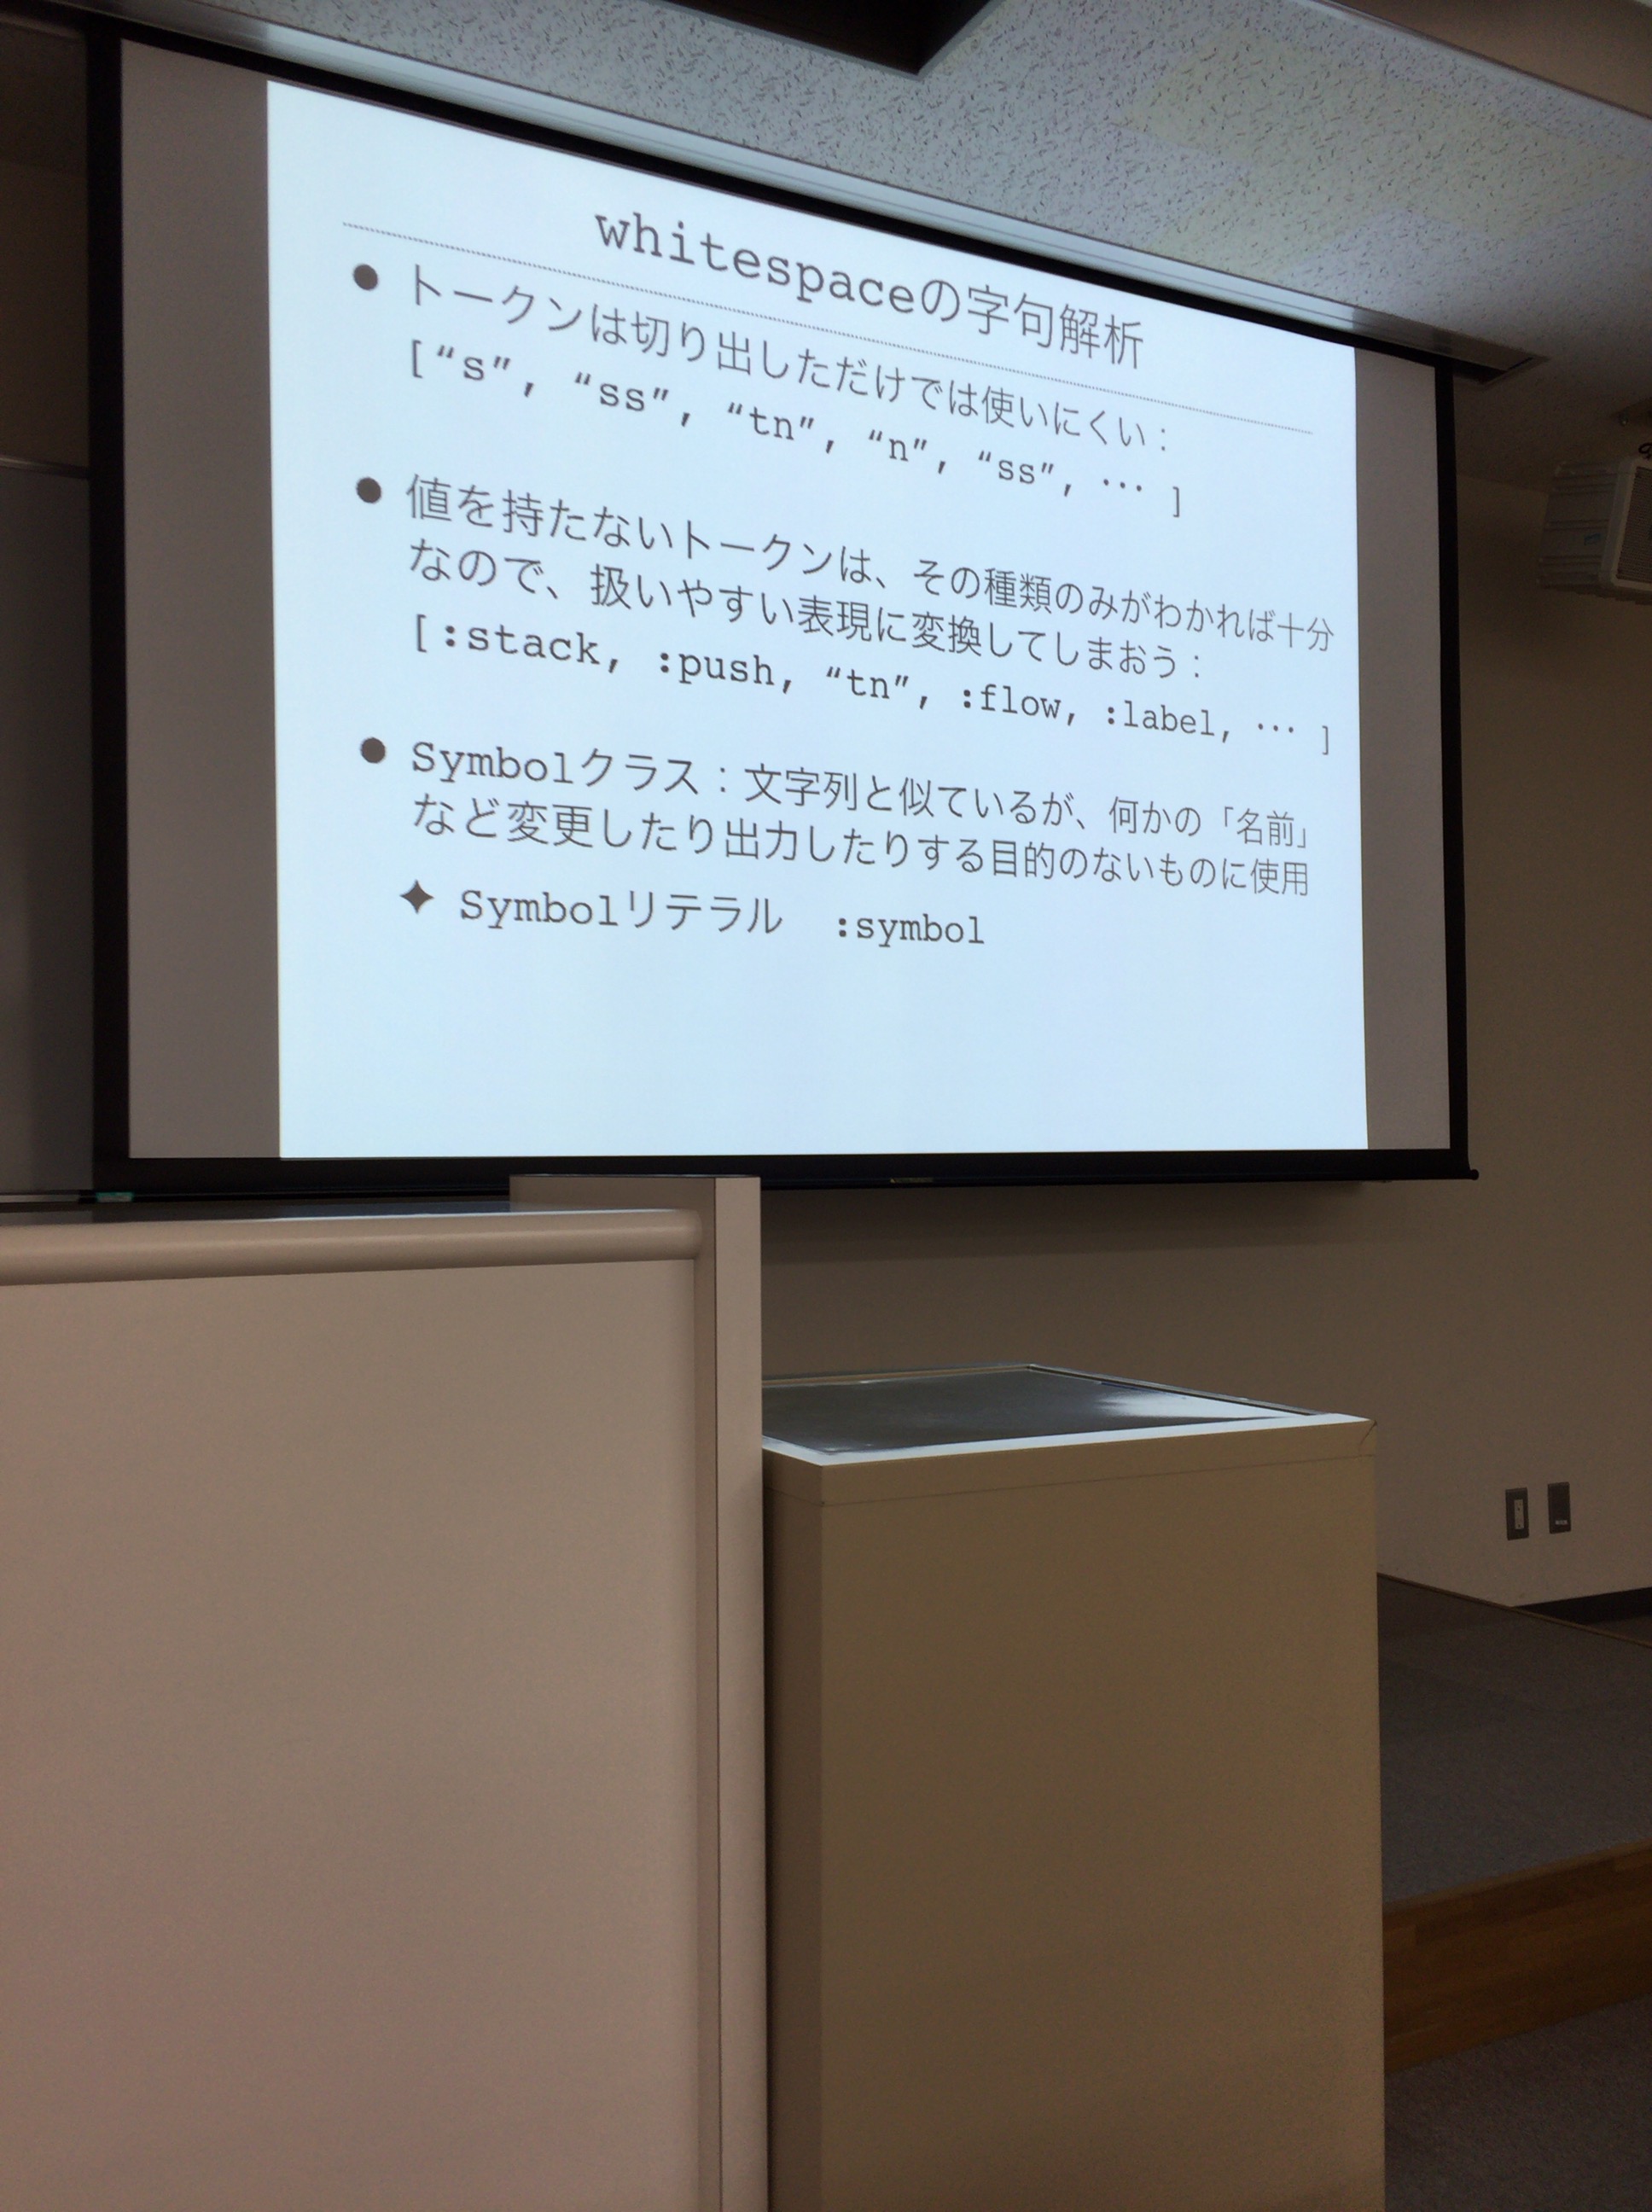 whitespaceの字句解析
● トークンは切り出しただけでは使いにくい：
[“s”, “ss”, “tn”, “n”, “ss”, … ]
● 値を持たないトークンは、その種類のみがわかれば十分
なので、扱いやすい表現に変換してしまおう：
[:stack, :push, “tn”, :flow, :label, … ]
● Symbolクラス：文字列と似ているが、何かの「名前」
など変更したり出力したりする目的のないものに使用
✦ Symbolリテラル　:symbol